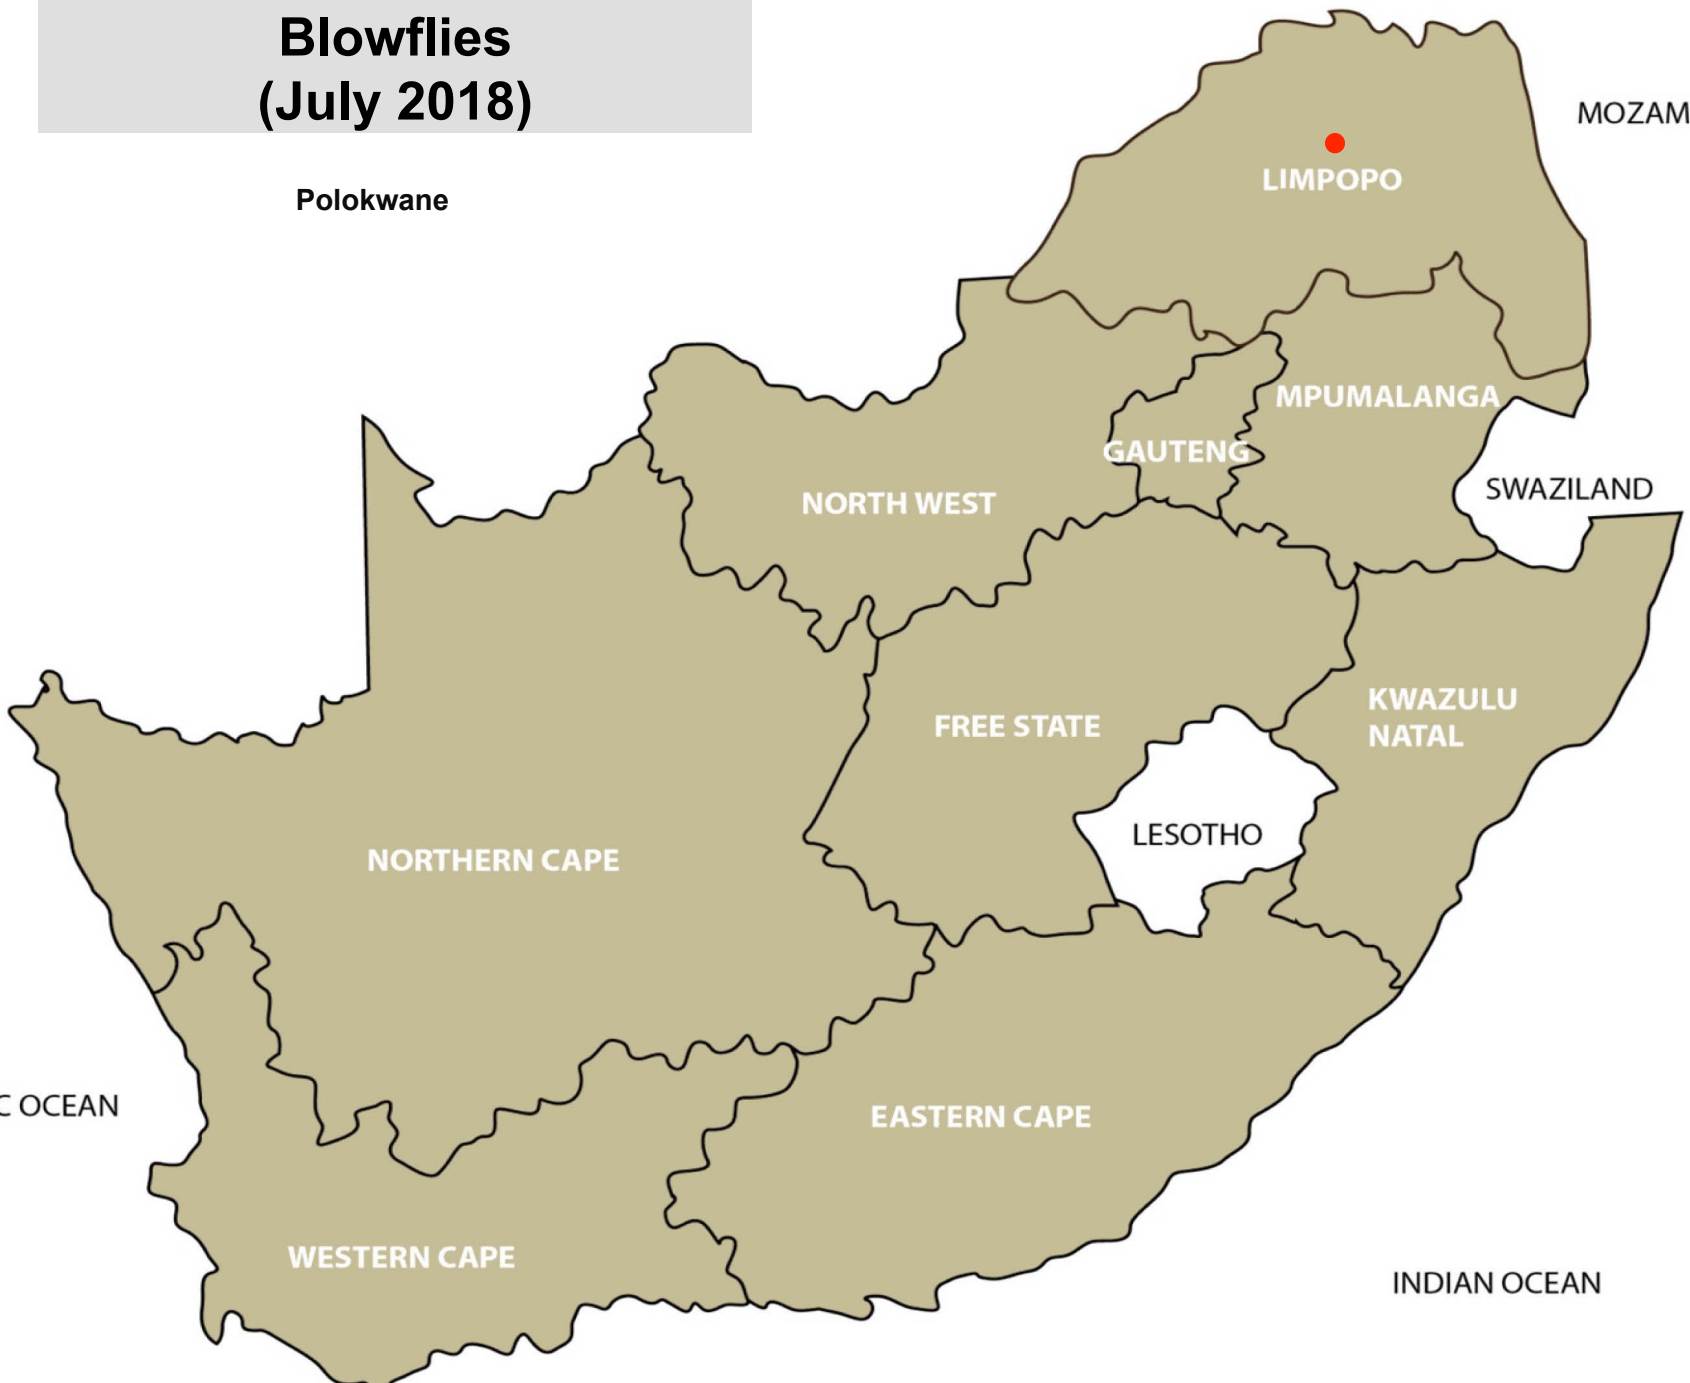 Blowflies
(July 2018)
Polokwane
MOZAM
LIMPOPO
MPUMALANGA
GAUTENG
SWAZILAND
NORTH WEST
KWAZULU
NATAL
FREE STATE
LESOTHO
NORTHERN CAPE
C OCEAN
EASTERN CAPE
WESTERN CAPE
INDIAN OCEAN